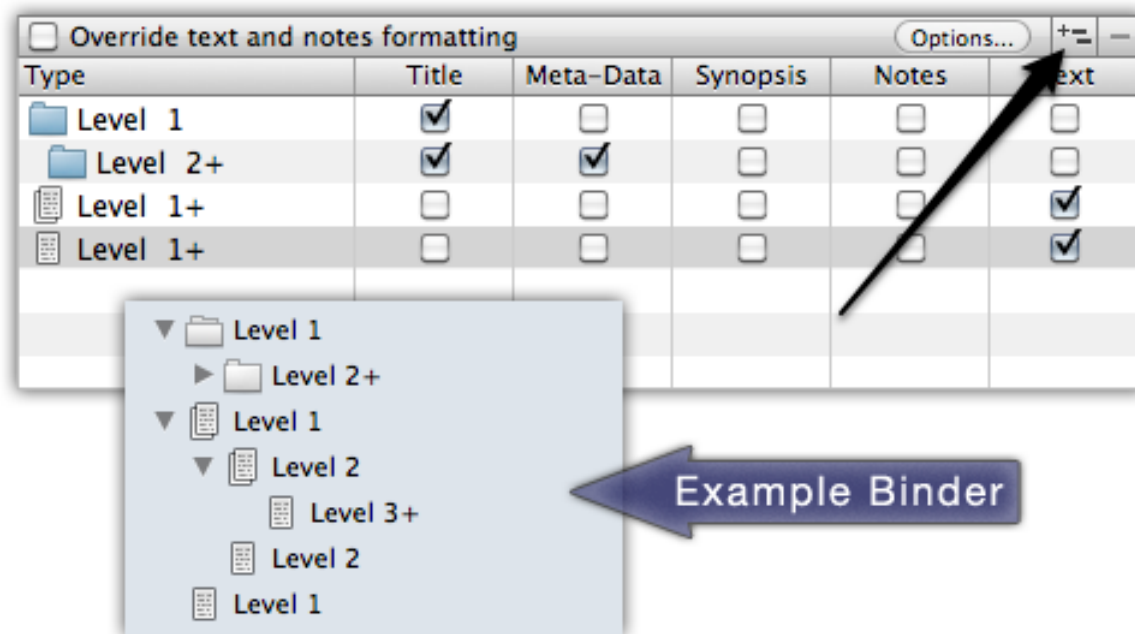 Override text and notes formatting Options...
Type Title Meta-Data Synopsis Notes Text
Level 1
Level 2+
Level 1+
Level 1+
Level 1
Level 2+
Level 1
Level 2
Level 3+
Level 2
Level 1
Example Binder